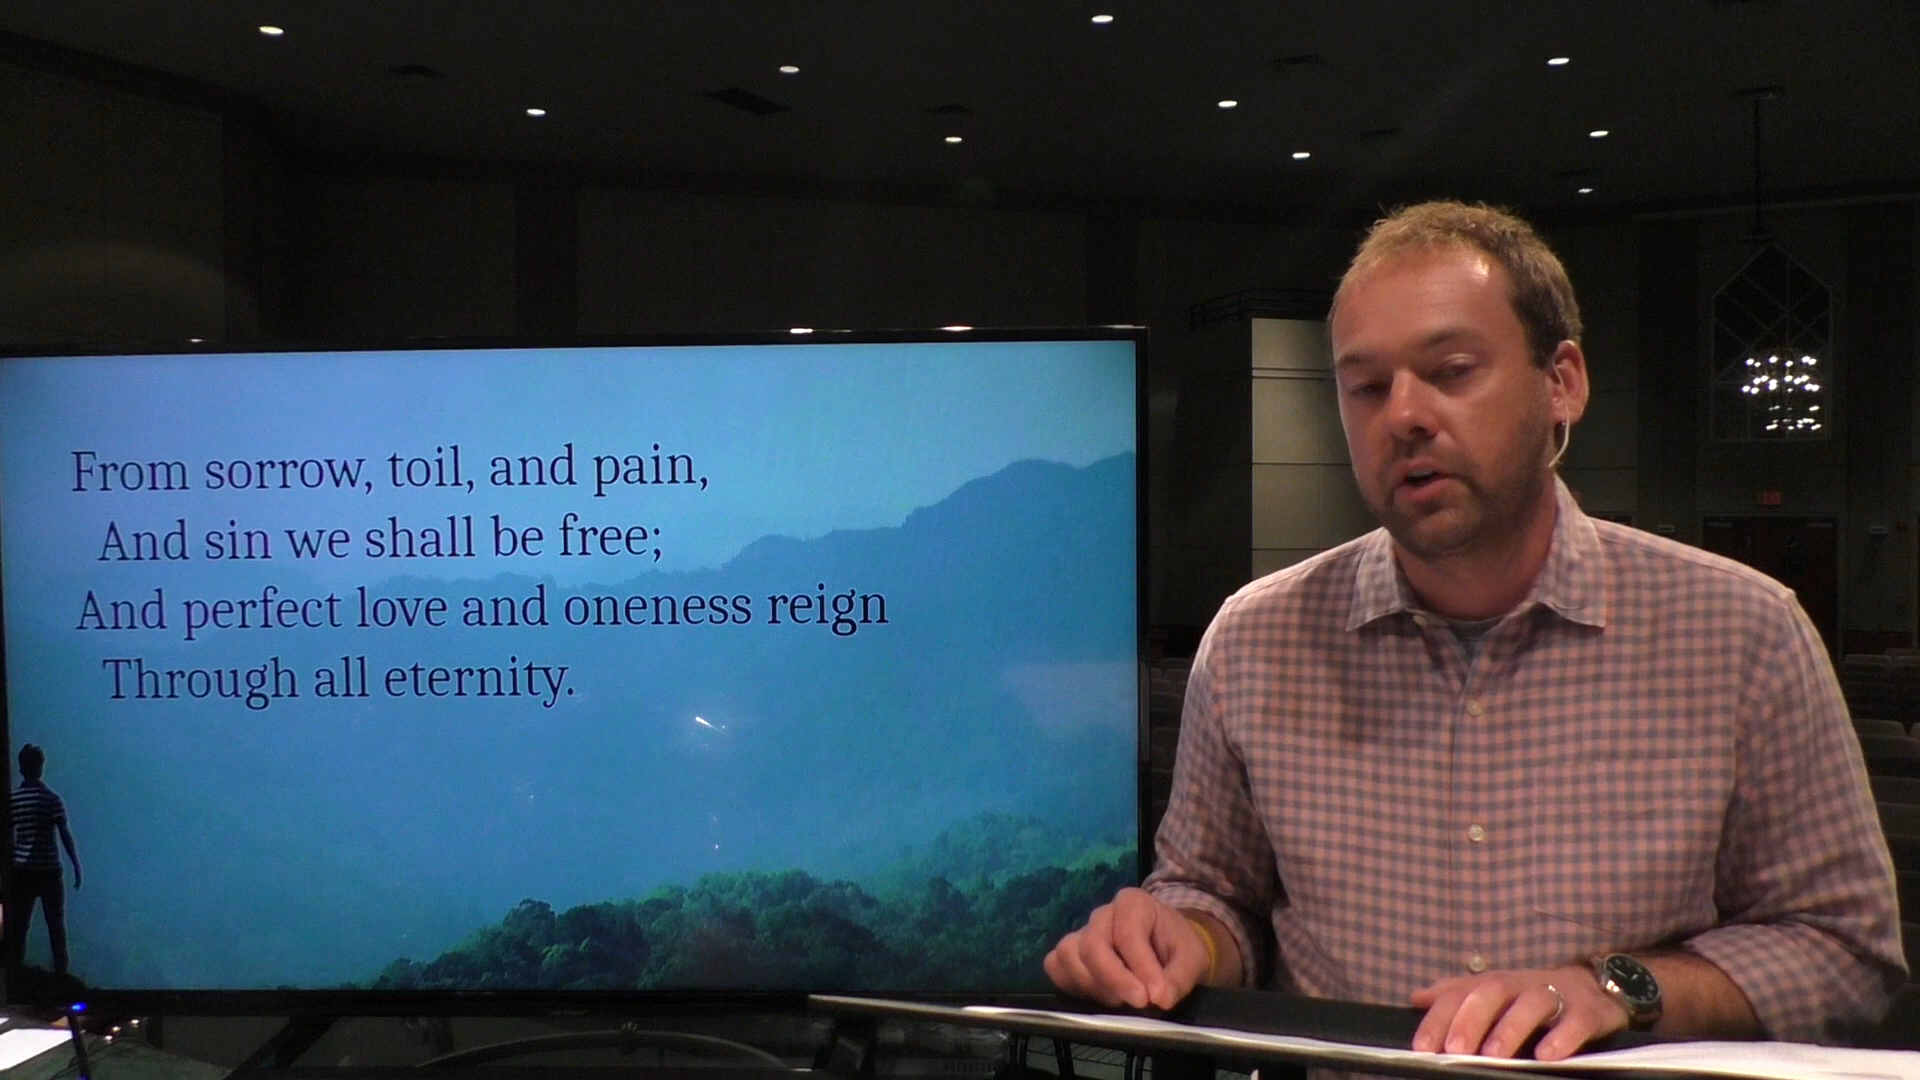 From sorrow, toil, and pain,
And sin we shall be free;
And perfect love and oneness reign
Through all eternity.